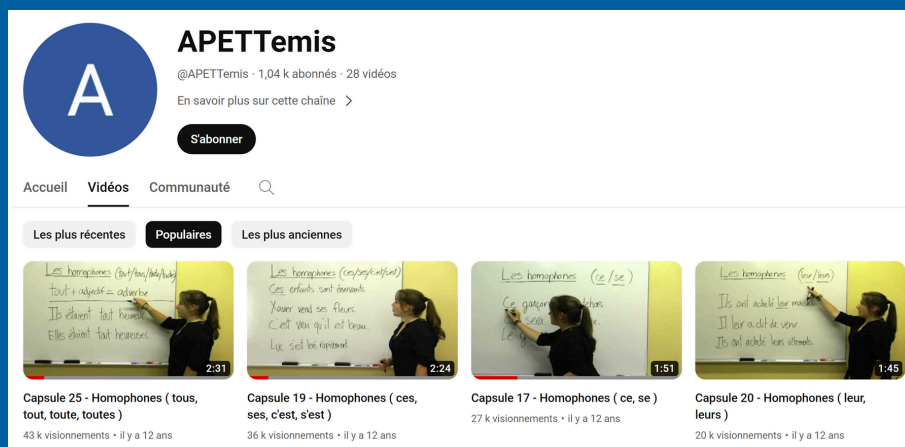 A
APETTemis
@APETTemis · 1,04 k abonnés · 28 vidéos
En savoir plus sur cette chaîne
S'abonner
Accueil Vidéos Communauté
Les plus récentes Populaires Les plus anciennes
Les homophones (tout/tous/toute/toutes)
tout + adjectif = adverbe
Ils étaient tout heureux
Elles étaient tout heureuses.
2:31
Capsule 25 - Homophones ( tous,
tout, toute, toutes )
43 k visionnements • il y a 12 ans
Les homophones (ces/ses/c'est/s'est)
Ces enfants sont énervants.
Xavier vend ses fleurs.
C'est vrai qu'il est beau.
Luc s'est levé rapidement.
2:24
Capsule 19 - Homophones ( ces,
ses, c'est, s'est )
36 k visionnements • il y a 12 ans
Les homophones (ce/se)
Ce garçon dehors
sera
1:51
Capsule 17 - Homophones ( ce, se )
27 k visionnements • il y a 12 ans
Les homophones (leur/leurs)
Ils ont acheté leur
Il leur a dit de venir.
Ils ont acheté leurs vêtements.
1:45
Capsule 20 - Homophones ( leur,
leurs )
20 k visionnements • il y a 12 ans